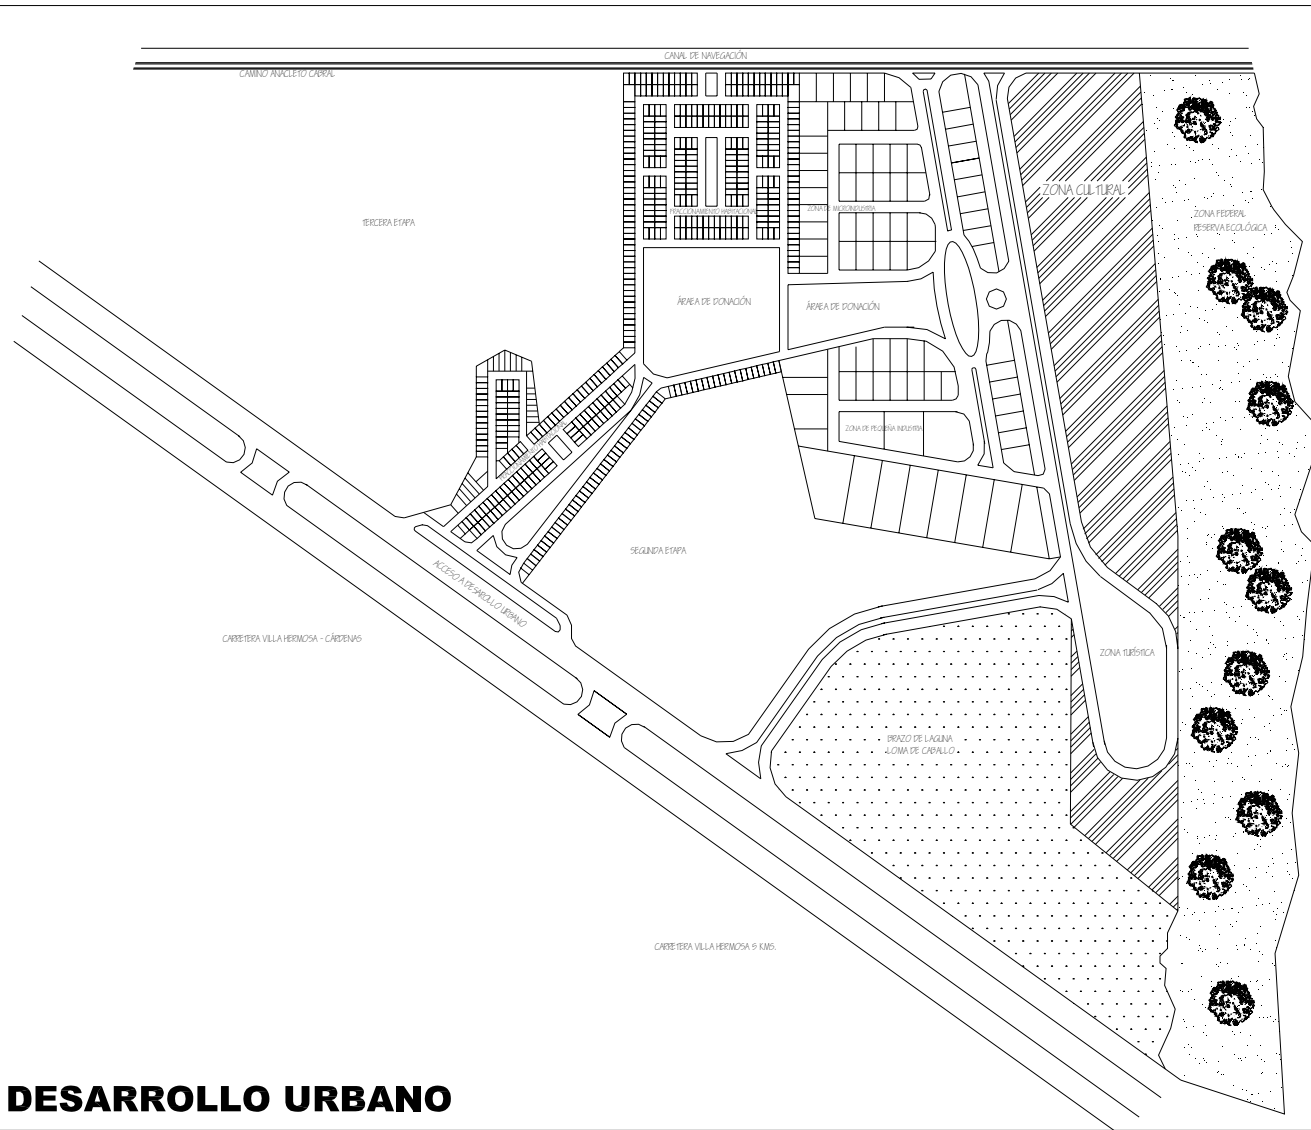 CANAL DE NAVEGACIÓN
CAMINO ANACLETO CABRAL
ZONA CULTURAL
ZONA DE MICROINDUSTRIA
FRACCIONAMIENTO HABITACIONAL
ZONA FEDERAL
RESERVA ECOLÓGICA
TERCERA ETAPA
ÁRAEA DE DONACIÓN
ÁRAEA DE DONACIÓN
ZONA DE PEQUEÑA INDUSTRIA
SEGUNDA ETAPA
ACCESO A DESAROLLO URBANO
CARRETERA VILLA HERMOSA - CÁRDENAS
ZONA TURÍSTICA
BRAZO DE LAGUNA
LOMA DE CABALLO
CARRETERA VILLA HERMOSA 5 KMS.
DESARROLLO URBANO